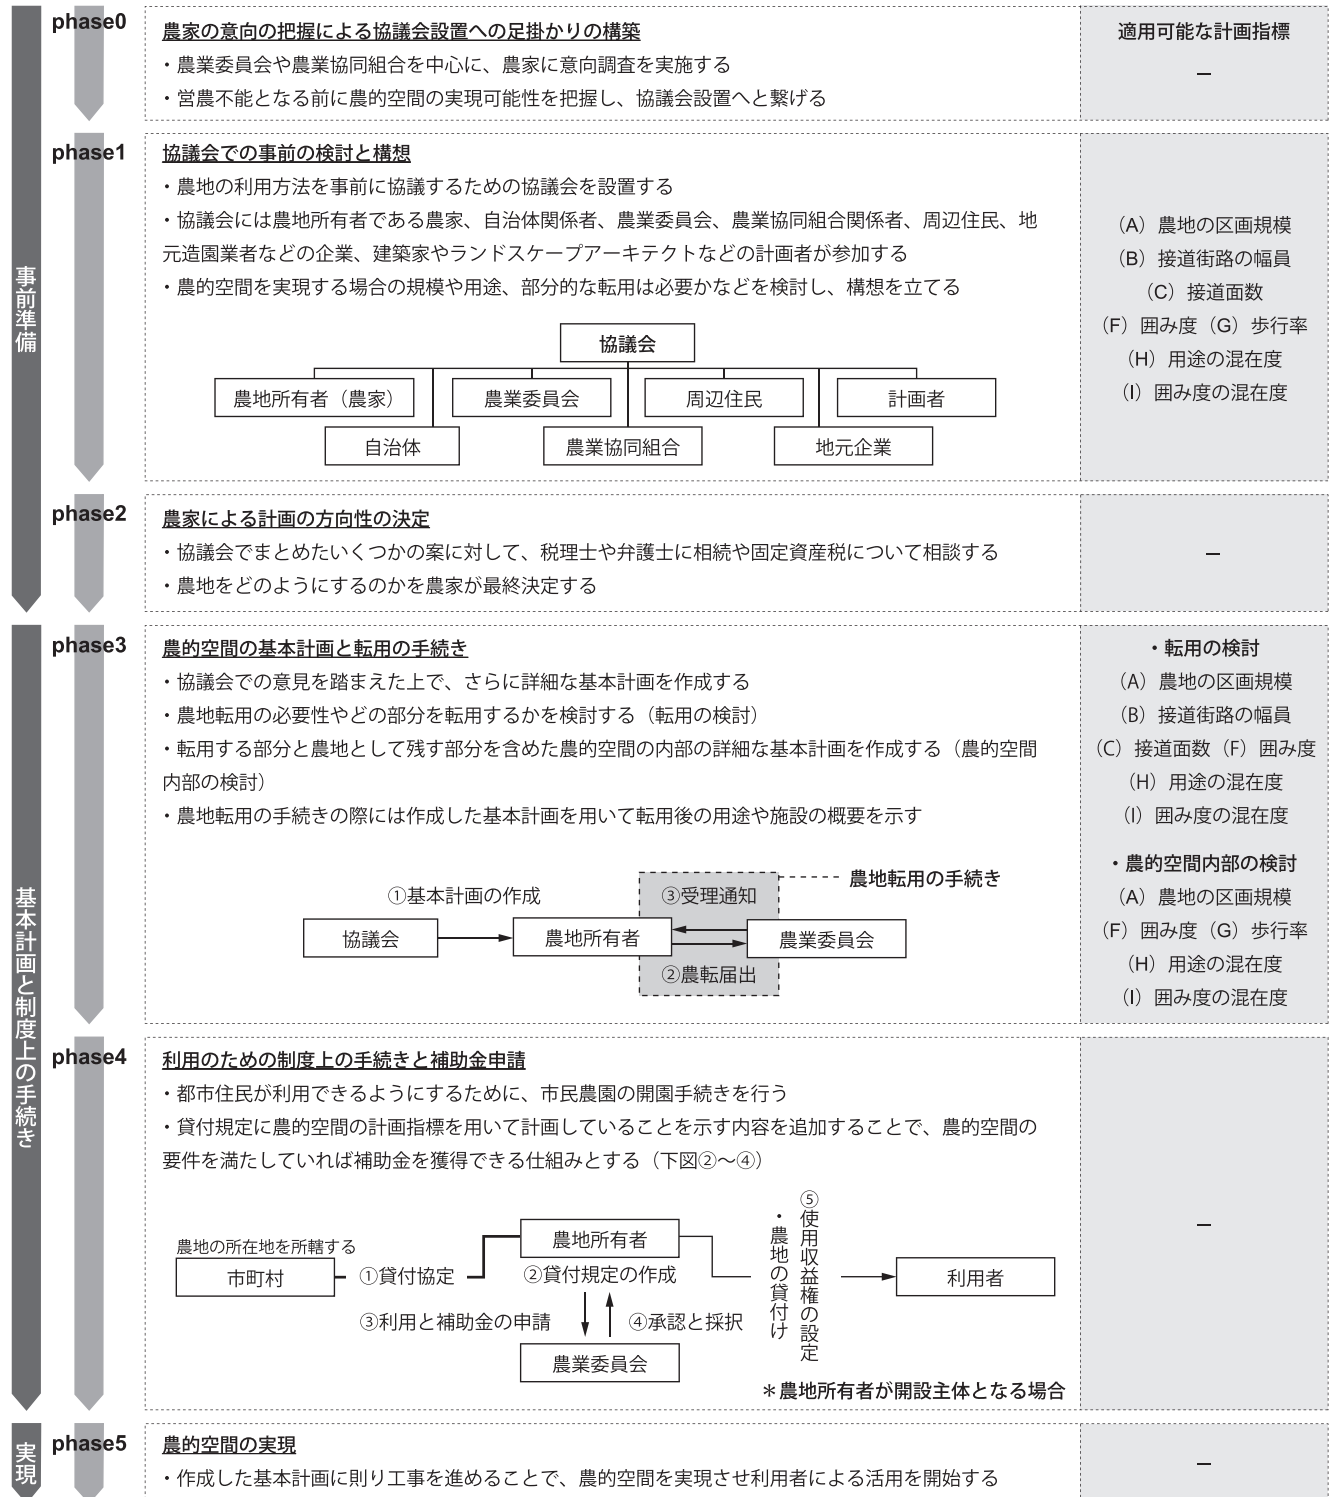 事前準備
phase0
農家の意向の把握による協議会設置への足掛かりの構築
・農業委員会や農業協同組合を中心に、農家に意向調査を実施する
・営農不能となる前に農的空間の実現可能性を把握し、協議会設置へと繋げる
適用可能な計画指標
–
phase1
協議会での事前の検討と構想
・農地の利用方法を事前に協議するための協議会を設置する
・協議会には農地所有者である農家、自治体関係者、農業委員会、農業協同組合関係者、周辺住民、地
元造園業者などの企業、建築家やランドスケープアーキテクトなどの計画者が参加する
・農的空間を実現する場合の規模や用途、部分的な転用は必要かなどを検討し、構想を立てる
協議会
農地所有者（農家）
農業委員会
周辺住民
計画者
自治体
農業協同組合
地元企業
（A）農地の区画規模
（B）接道街路の幅員
（C）接道面数
（F）囲み度（G）歩行率
（H）用途の混在度
（I）囲み度の混在度
phase2
農家による計画の方向性の決定
・協議会でまとめたいくつかの案に対して、税理士や弁護士に相続や固定資産税について相談する
・農地をどのようにするのかを農家が最終決定する
–
基本計画と制度上の手続き
phase3
農的空間の基本計画と転用の手続き
・協議会での意見を踏まえた上で、さらに詳細な基本計画を作成する
・農地転用の必要性やどの部分を転用するかを検討する（転用の検討）
・転用する部分と農地として残す部分を含めた農的空間の内部の詳細な基本計画を作成する（農的空間
内部の検討）
・農地転用の手続きの際には作成した基本計画を用いて転用後の用途や施設の概要を示す
農地転用の手続き
①基本計画の作成
③受理通知
協議会
農地所有者
農業委員会
②農転届出
・転用の検討
（A）農地の区画規模
（B）接道街路の幅員
（C）接道面数（F）囲み度
（H）用途の混在度
（I）囲み度の混在度
・農的空間内部の検討
（A）農地の区画規模
（F）囲み度（G）歩行率
（H）用途の混在度
（I）囲み度の混在度
phase4
利用のための制度上の手続きと補助金申請
・都市住民が利用できるようにするために、市民農園の開園手続きを行う
・貸付規定に農的空間の計画指標を用いて計画していることを示す内容を追加することで、農的空間の
要件を満たしていれば補助金を獲得できる仕組みとする（下図②〜④）
農地の所在地を所轄する
市町村
①貸付協定
農地所有者
②貸付規定の作成
③利用と補助金の申請
④承認と採択
農業委員会
⑤使用収益権の設定
・農地の貸付け
利用者
＊農地所有者が開設主体となる場合
–
実現
phase5
農的空間の実現
・作成した基本計画に則り工事を進めることで、農的空間を実現させ利用者による活用を開始する
–